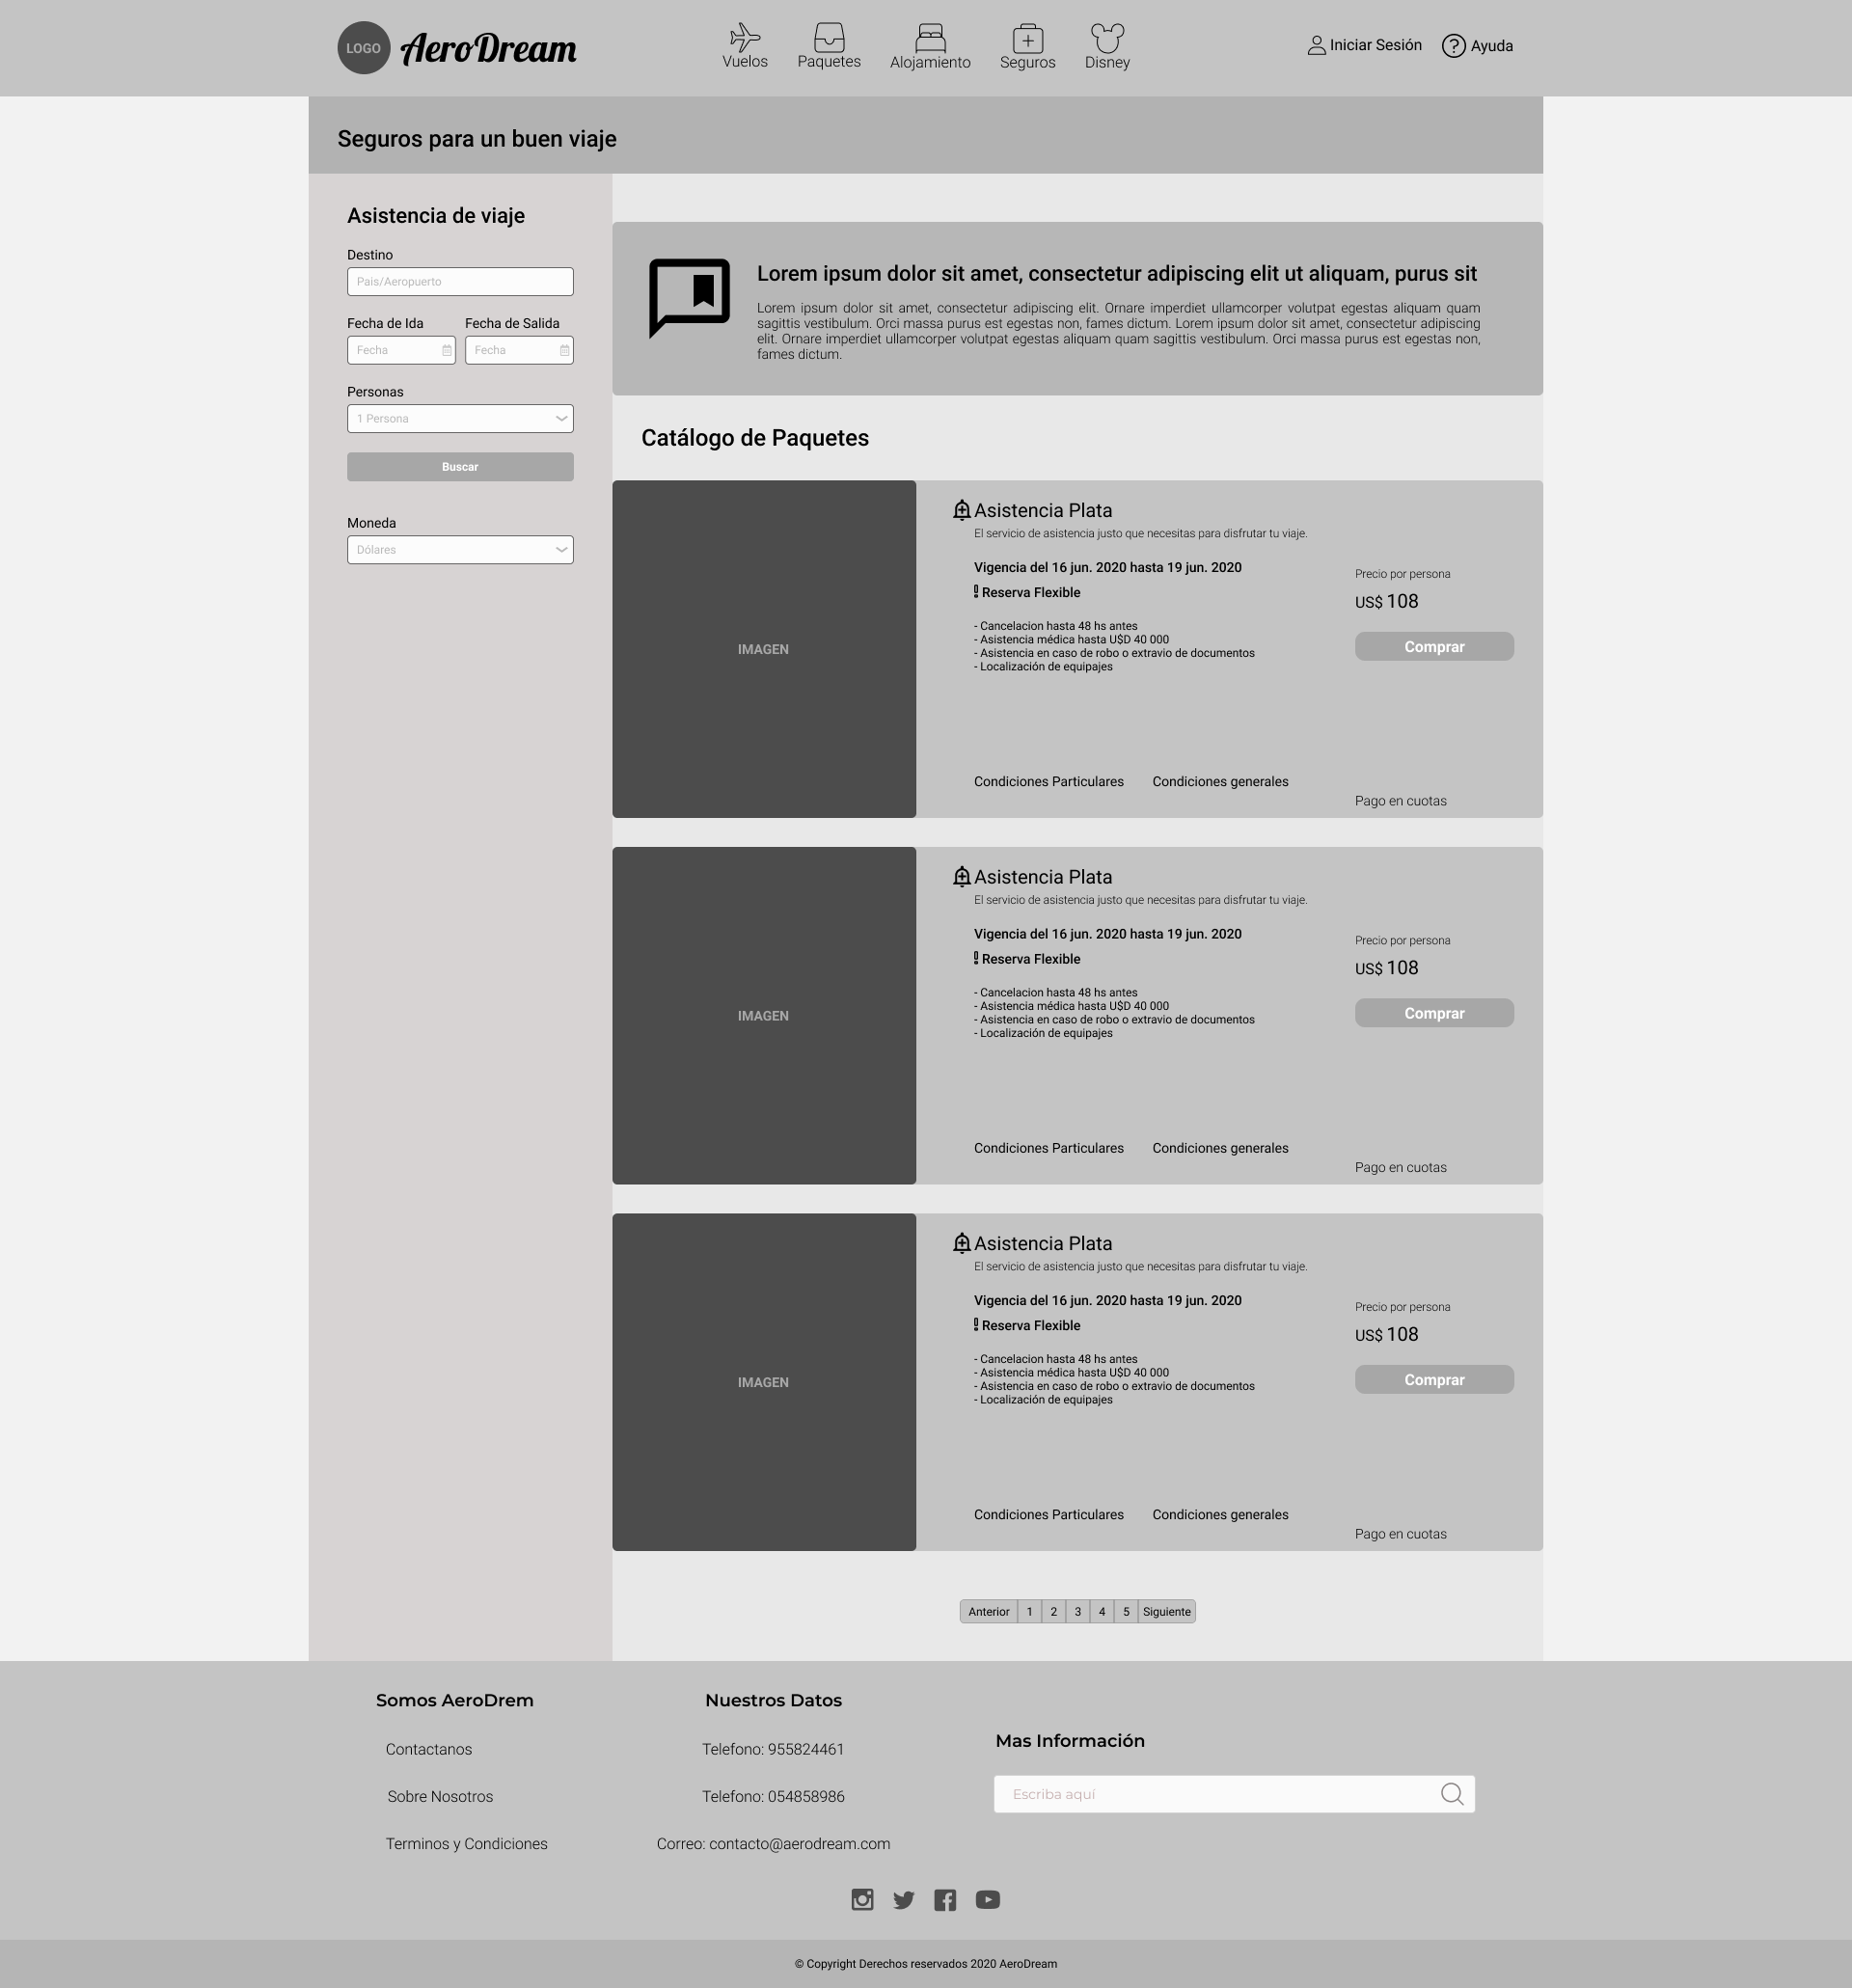 LOGO
AeroDream
Vuelos
Paquetes
Alojamiento
Seguros
Disney
Iniciar Sesión
Ayuda
Seguros para un buen viaje
Asistencia de viaje
Destino
Pais/Aeropuerto
Fecha de Ida
Fecha de Salida
Fecha
Fecha
Personas
1 Persona
Buscar
Moneda
Dólares
Lorem ipsum dolor sit amet, consectetur adipiscing elit ut aliquam, purus sit
Lorem ipsum dolor sit amet, consectetur adipiscing elit. Ornare imperdiet ullamcorper volutpat egestas aliquam quam
sagittis vestibulum. Orci massa purus est egestas non, fames dictum. Lorem ipsum dolor sit amet, consectetur adipiscing
elit. Ornare imperdiet ullamcorper volutpat egestas aliquam quam sagittis vestibulum. Orci massa purus est egestas non,
fames dictum.
Catálogo de Paquetes
IMAGEN
Asistencia Plata
El servicio de asistencia justo que necesitas para disfrutar tu viaje.
Vigencia del 16 jun. 2020 hasta 19 jun. 2020
Reserva Flexible
- Cancelacion hasta 48 hs antes
- Asistencia médica hasta U$D 40 000
- Asistencia en caso de robo o extravio de documentos
- Localización de equipajes
Condiciones Particulares
Condiciones generales
Precio por persona
US$ 108
Comprar
Pago en cuotas
IMAGEN
Asistencia Plata
El servicio de asistencia justo que necesitas para disfrutar tu viaje.
Vigencia del 16 jun. 2020 hasta 19 jun. 2020
Reserva Flexible
- Cancelacion hasta 48 hs antes
- Asistencia médica hasta U$D 40 000
- Asistencia en caso de robo o extravio de documentos
- Localización de equipajes
Condiciones Particulares
Condiciones generales
Precio por persona
US$ 108
Comprar
Pago en cuotas
IMAGEN
Asistencia Plata
El servicio de asistencia justo que necesitas para disfrutar tu viaje.
Vigencia del 16 jun. 2020 hasta 19 jun. 2020
Reserva Flexible
- Cancelacion hasta 48 hs antes
- Asistencia médica hasta U$D 40 000
- Asistencia en caso de robo o extravio de documentos
- Localización de equipajes
Condiciones Particulares
Condiciones generales
Precio por persona
US$ 108
Comprar
Pago en cuotas
Anterior 1 2 3 4 5 Siguiente
Somos AeroDrem
Contactanos
Sobre Nosotros
Terminos y Condiciones
Nuestros Datos
Telefono: 955824461
Telefono: 054858986
Correo: contacto@aerodream.com
Mas Información
Escriba aquí
© Copyright Derechos reservados 2020 AeroDream